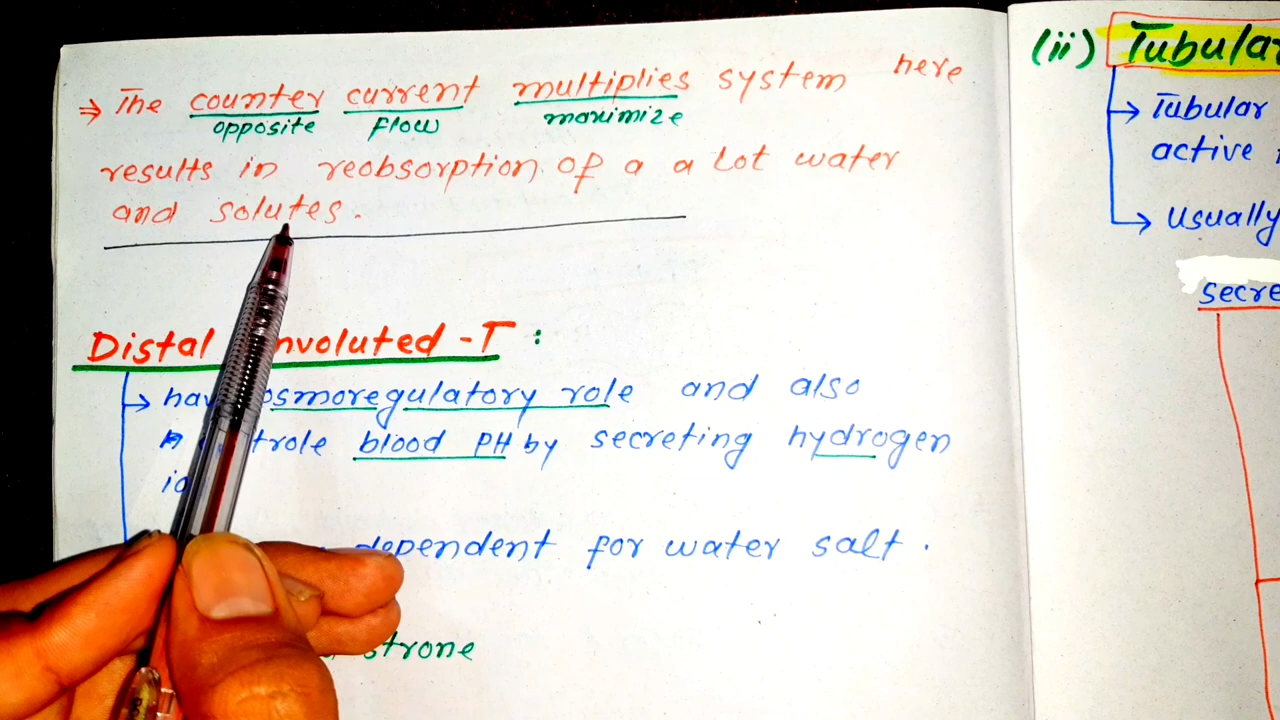 ⇒ The counter current multiplies system here
opposite flow maximize
results in reobsorption of a a lot water
and solutes.
Distal nvoluted -T :
→ hav osmoregulatory role and also
trole blood PH by secreting hydrogen
io
dependent for water salt.
strone
(ii) Tubula
→ Tubular
active
→ Usually
secre